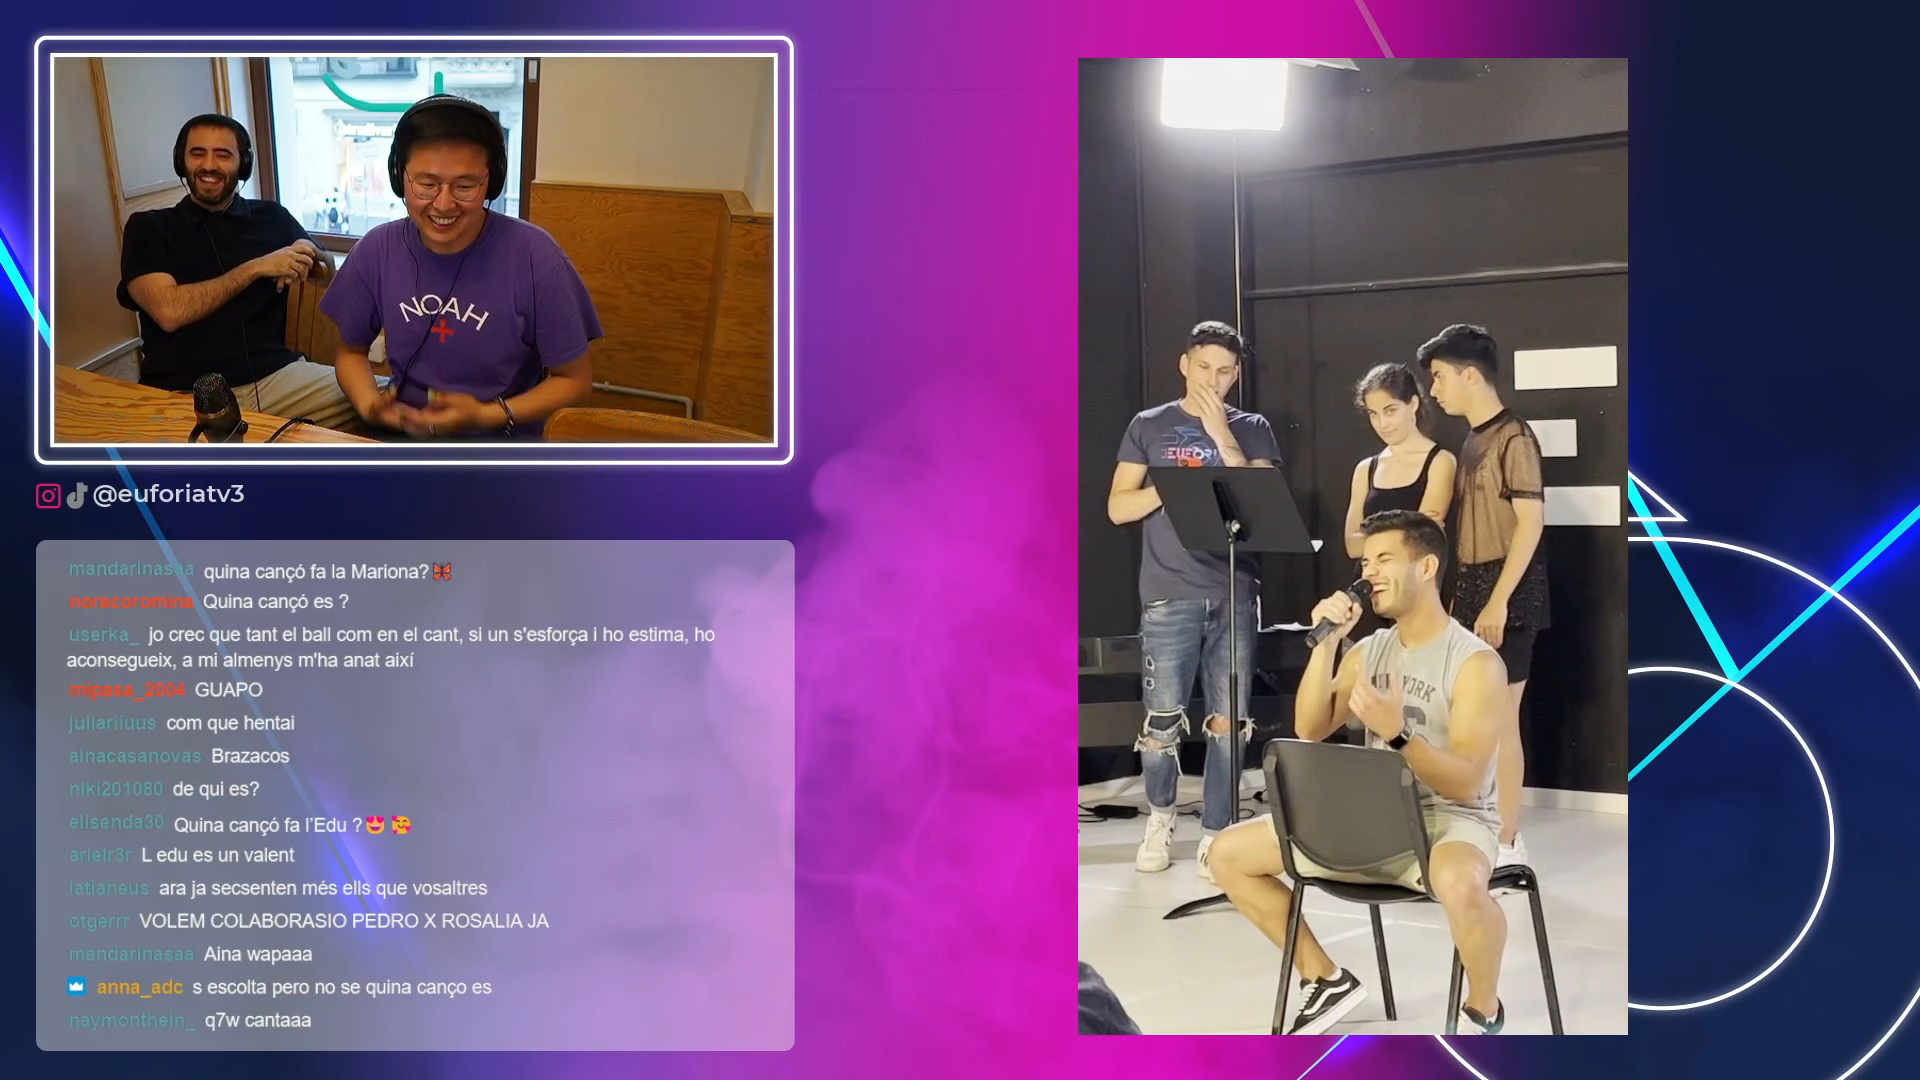 NOAH
@euforiatv3
mandarinasaa quina cançó fa la Mariona?
noracoromina Quina cançó es ?
userka_ jo crec que tant el ball com en el cant, si un s'esforça i ho estima, ho
aconsegueix, a mi almenys m'ha anat així
mipasa_2004 GUAPO
juliariiuus com que hentai
ainacasanovas Brazacos
niki201080 de qui es?
elisenda30 Quina cançó fa l'Edu ?
arielr3r L edu es un valent
latianeus ara ja secsenten més ells que vosaltres
otgerrr VOLEM COLABORASIO PEDRO X ROSALIA JA
mandarinasaa Aina wapaaa
anna_adc s escolta pero no se quina canço es
naymonthein_ q7w cantaaa
YORK